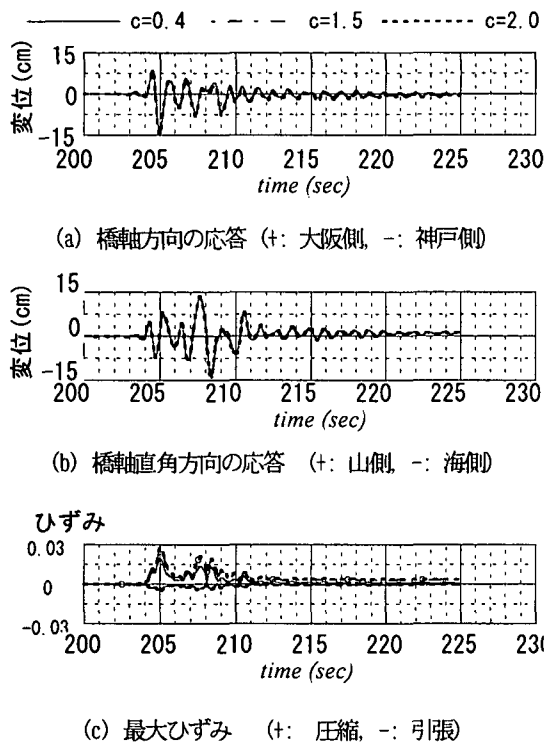 c=0.4 c=1.5 c=2.0
変位(cm)
15
0
-15
200 205 210 215 220 225 230
time (sec)
(a) 橋軸方向の応答 (+: 大阪側, -: 神戸側)
変位(cm)
15
0
-15
200 205 210 215 220 225 230
time (sec)
(b) 橋軸直角方向の応答 (+: 山側, -: 海側)
ひずみ
0.03
0
-0.03
200 205 210 215 220 225 230
time (sec)
(c) 最大ひずみ (+: 圧縮, -: 引張)